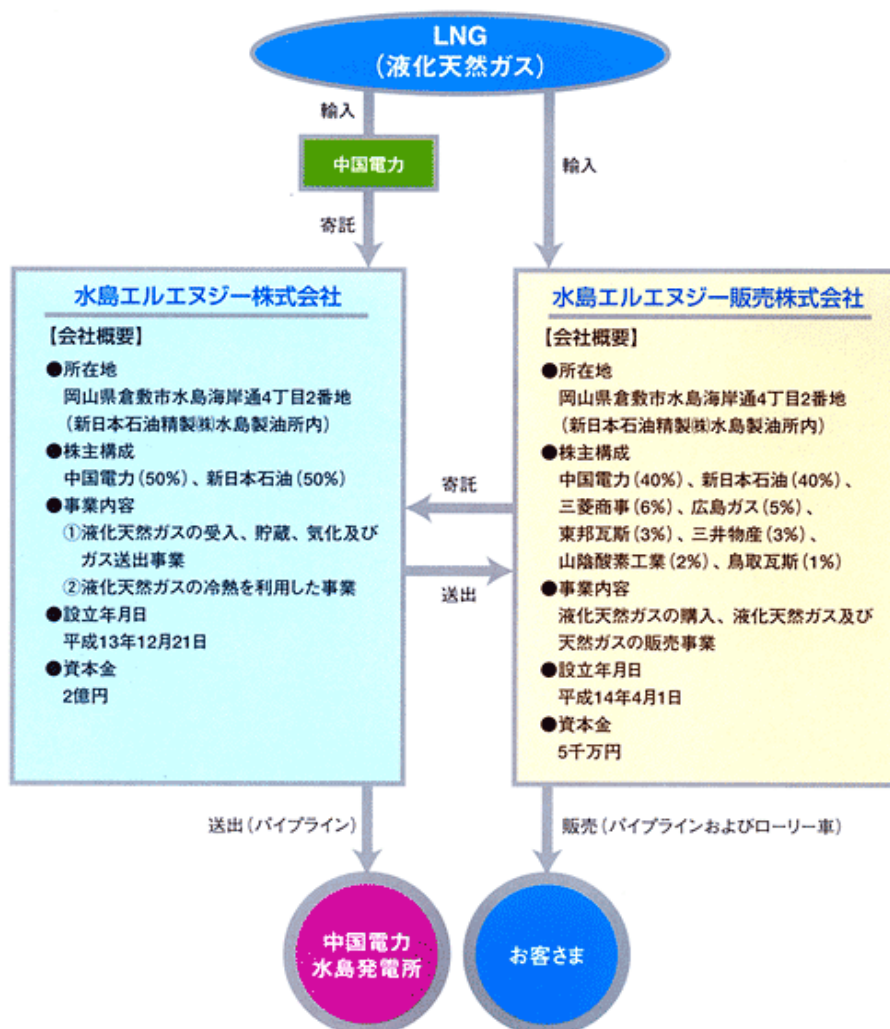 LNG
(液化天然ガス)
輸入
中国電力
輸入
寄託
水島エルエヌジー株式会社
【会社概要】
●所在地
岡山県倉敷市水島海岸通4丁目2番地
(新日本石油精製㈱水島製油所内)
●株主構成
中国電力(50%)、新日本石油(50%)
●事業内容
①液化天然ガスの受入、貯蔵、気化及び
ガス送出事業
②液化天然ガスの冷熱を利用した事業
●設立年月日
平成13年12月21日
●資本金
2億円
寄託
送出
水島エルエヌジー販売株式会社
【会社概要】
●所在地
岡山県倉敷市水島海岸通4丁目2番地
(新日本石油精製㈱水島製油所内)
●株主構成
中国電力(40%)、新日本石油(40%)、
三菱商事(6%)、広島ガス(5%)、
東邦瓦斯(3%)、三井物産(3%)、
山陰酸素工業(2%)、鳥取瓦斯(1%)
●事業内容
液化天然ガスの購入、液化天然ガス及び
天然ガスの販売事業
●設立年月日
平成14年4月1日
●資本金
5千万円
送出(パイプライン)
販売(パイプラインおよびローリー車)
中国電力
水島発電所
お客さま